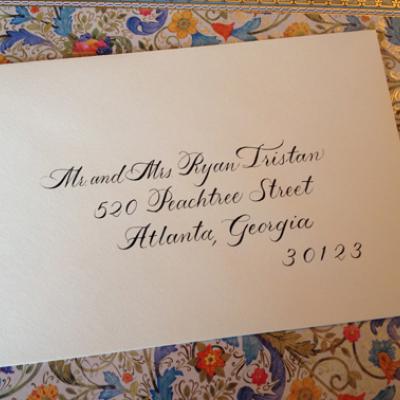 Mr. and Mrs Ryan Tristan
520 Peachtree Street
Atlanta, Georgia
30123